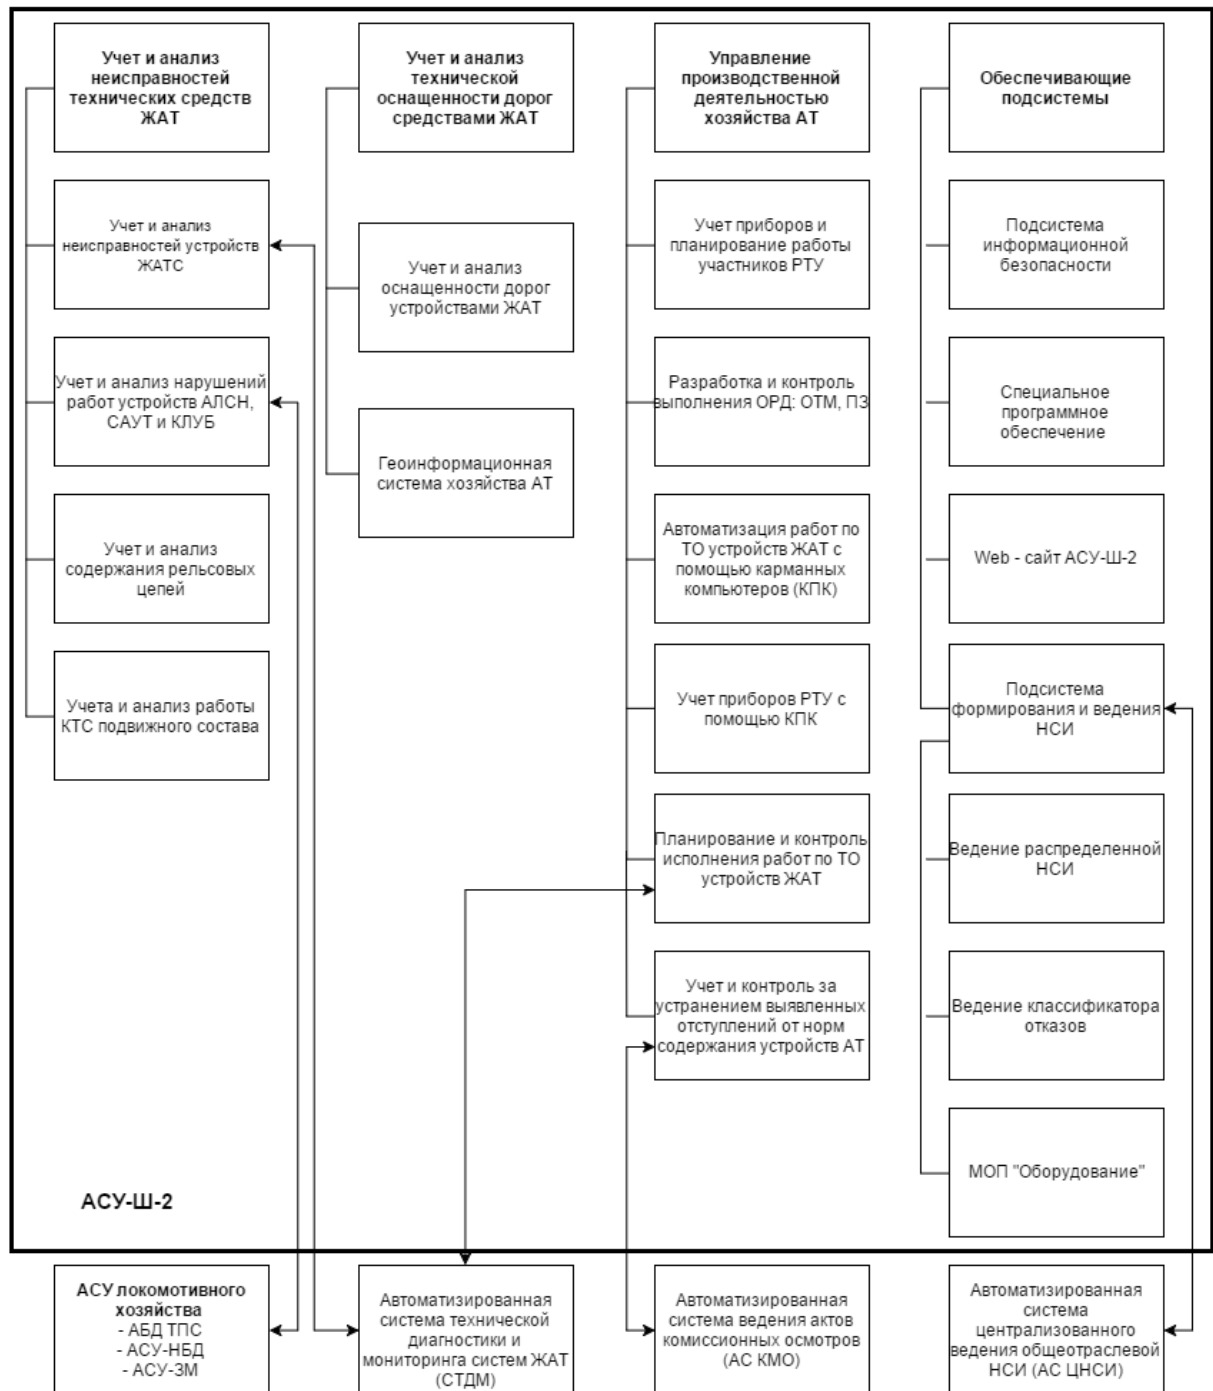 Учет и анализ
неисправностей
технических средств
ЖАТ
Учет и анализ
неисправностей устройств
ЖАТС
Учет и анализ нарушений
работ устройств АЛСН,
САУТ и КЛУБ
Учет и анализ
содержания рельсовых
цепей
Учета и анализ работы
КТС подвижного состава
Учет и анализ
технической
оснащенности дорог
средствами ЖАТ
Учет и анализ
оснащенности дорог
устройствами ЖАТ
Геоинформационная
система хозяйства АТ
Управление
производственной
деятельностью
хозяйства АТ
Учет приборов и
планирование работы
участников РТУ
Разработка и контроль
выполнения ОРД: ОТМ, ПЗ
Автоматизация работ по
ТО устройств ЖАТ с
помощью карманных
компьютеров (КПК)
Учет приборов РТУ с
помощью КПК
Планирование и контроль
исполнения работ по ТО
устройств ЖАТ
Учет и контроль за
устранением выявленных
отступлений от норм
содержания устройств АТ
Обеспечивающие
подсистемы
Подсистема
информационной
безопасности
Специальное
программное
обеспечение
Web - сайт АСУ-Ш-2
Подсистема
формирования и ведения
НСИ
Ведение распределенной
НСИ
Ведение классификатора
отказов
МОП "Оборудование"
АСУ-Ш-2
АСУ локомотивного
хозяйства
- АБД ТПС
- АСУ-НБД
- АСУ-ЗМ
Автоматизированная
система технической
диагностики и
мониторинга систем ЖАТ
(СТДМ)
Автоматизированная
система ведения актов
комиссионных осмотров
(АС КМО)
Автоматизированная
система
централизованного
ведения общеотраслевой
НСИ (АС ЦНСИ)